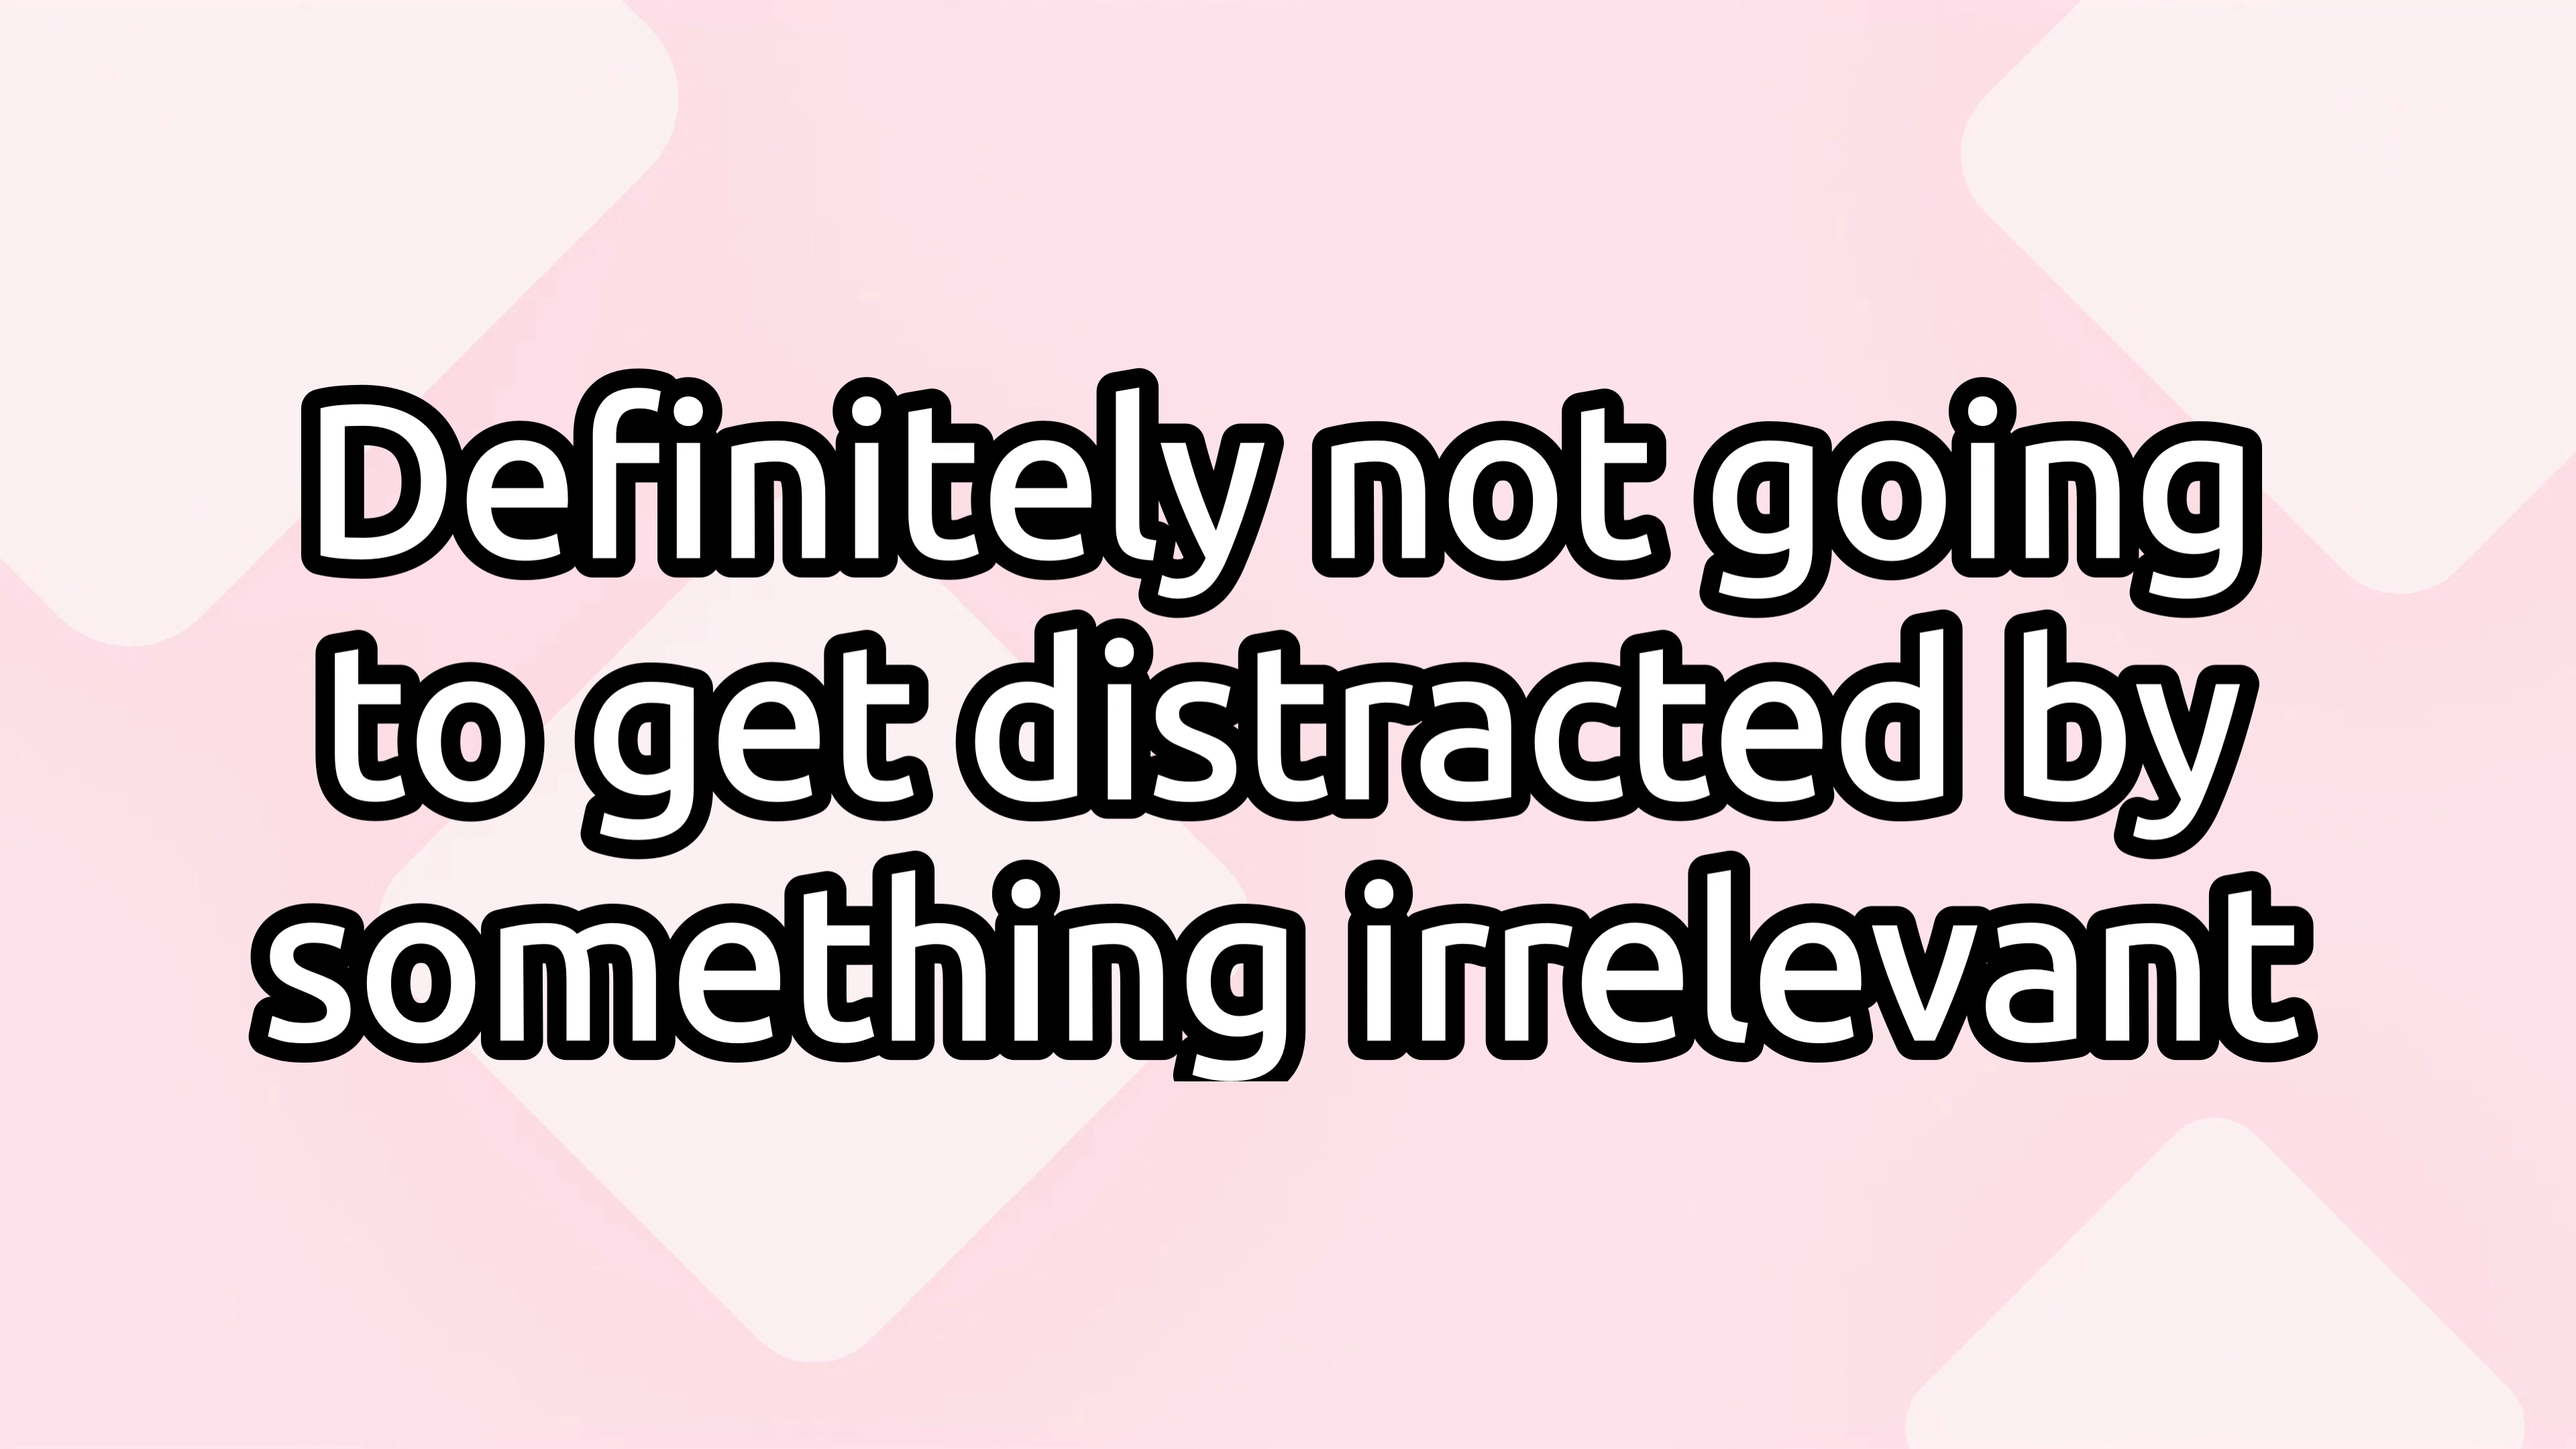 Definitely not going
to get distracted by
something irrelevant